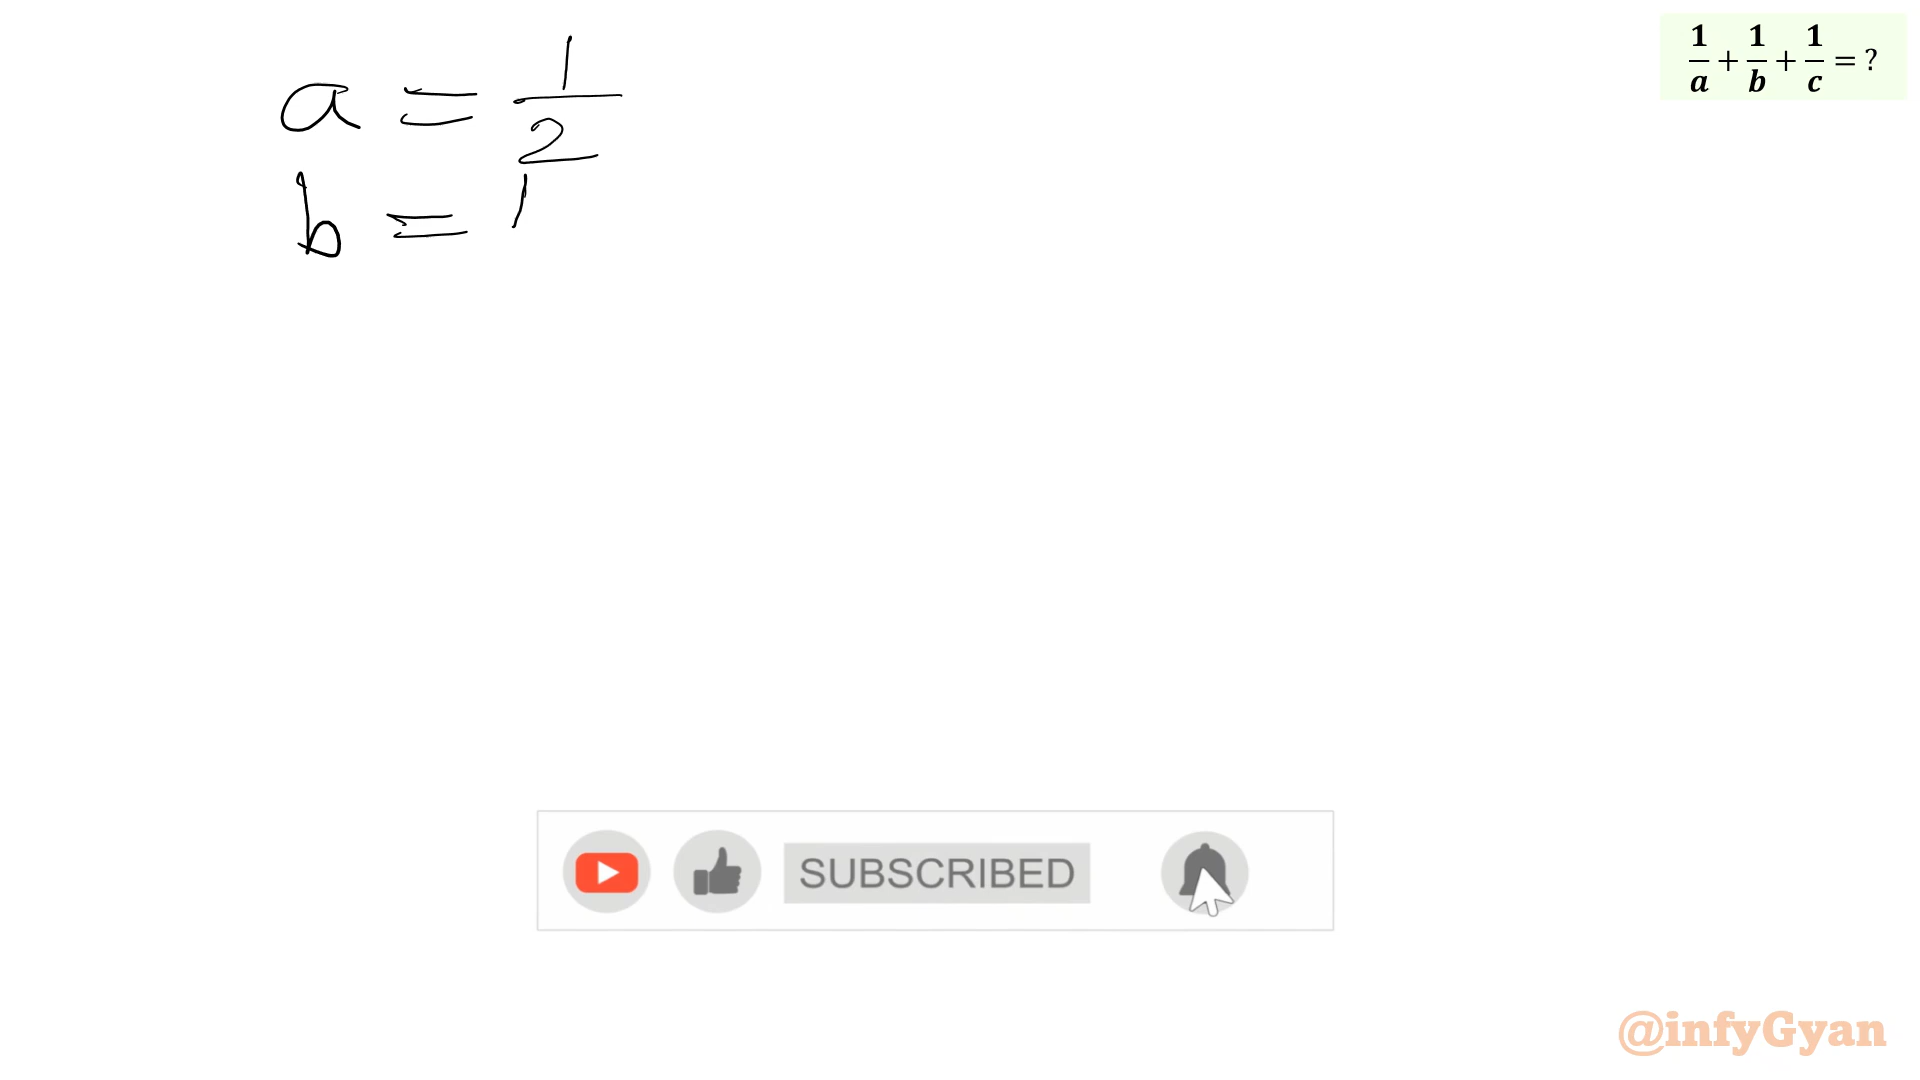 a = 1/2
1/a + 1/b + 1/c = ?
b = 1
SUBSCRIBED
@infyGyan